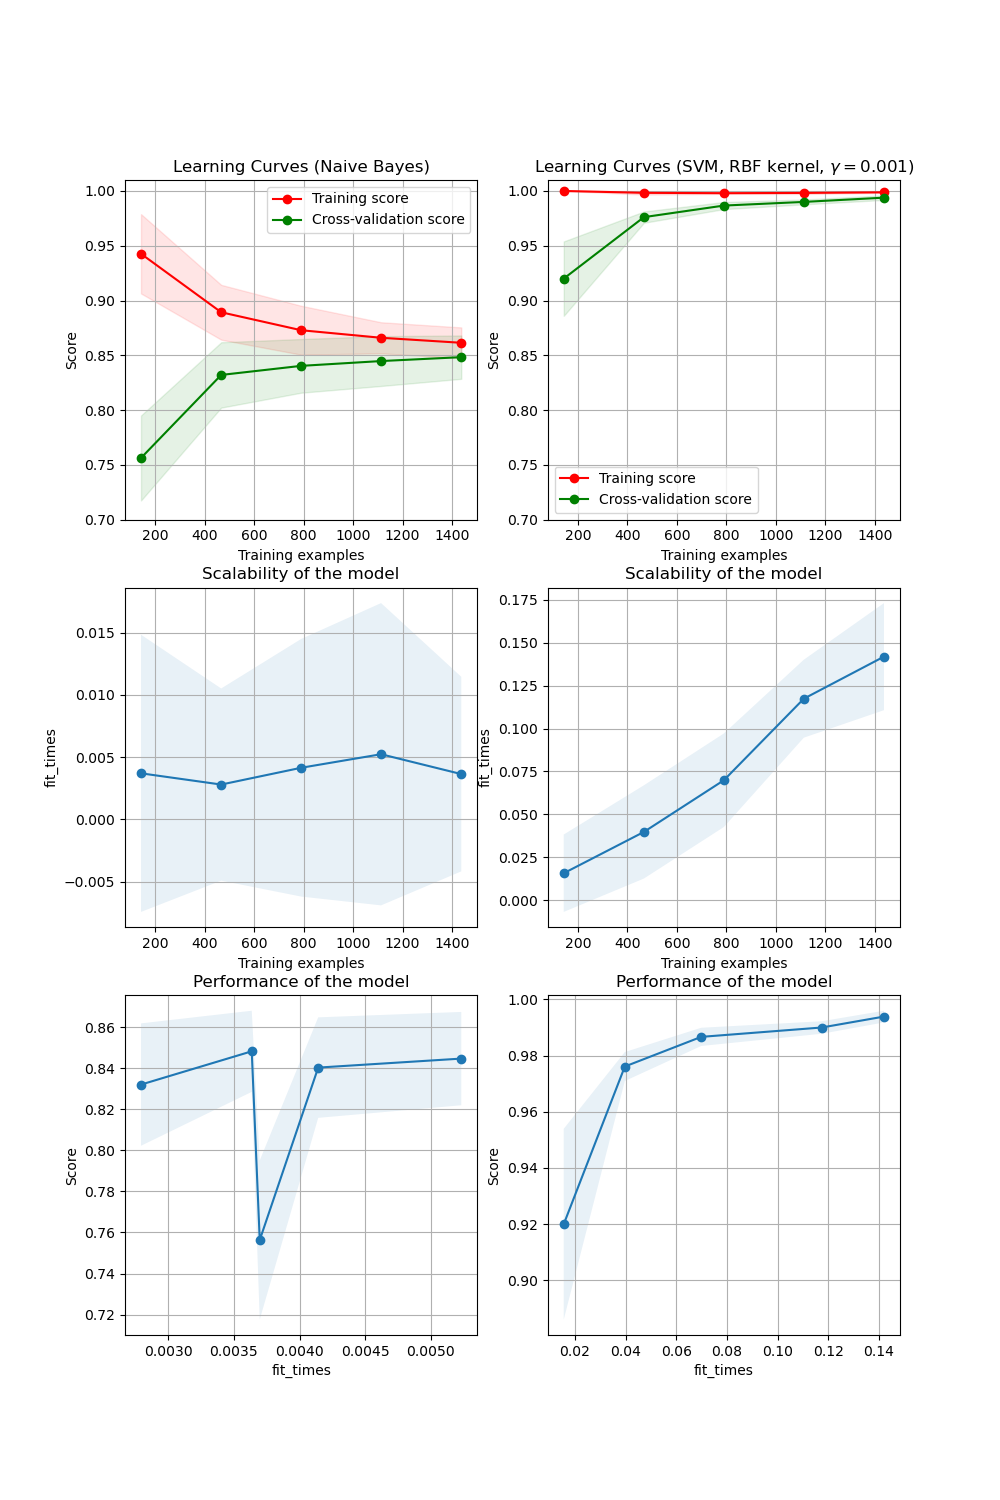 Learning Curves (Naive Bayes)
1.00
0.95
0.90
0.85
0.80
0.75
0.70
Score
Training score
Cross-validation score
200 400 600 800 1000 1200 1400
Training examples
Learning Curves (SVM, RBF kernel, γ = 0.001)
1.00
0.95
0.90
0.85
0.80
0.75
0.70
Score
Training score
Cross-validation score
200 400 600 800 1000 1200 1400
Training examples
Scalability of the model
0.015
0.010
0.005
0.000
−0.005
fit_times
200 400 600 800 1000 1200 1400
Training examples
Scalability of the model
0.175
0.150
0.125
0.100
0.075
0.050
0.025
0.000
fit_times
200 400 600 800 1000 1200 1400
Training examples
Performance of the model
0.86
0.84
0.82
0.80
0.78
0.76
0.74
0.72
Score
0.0030 0.0035 0.0040 0.0045 0.0050
fit_times
Performance of the model
1.00
0.98
0.96
0.94
0.92
0.90
Score
0.02 0.04 0.06 0.08 0.10 0.12 0.14
fit_times